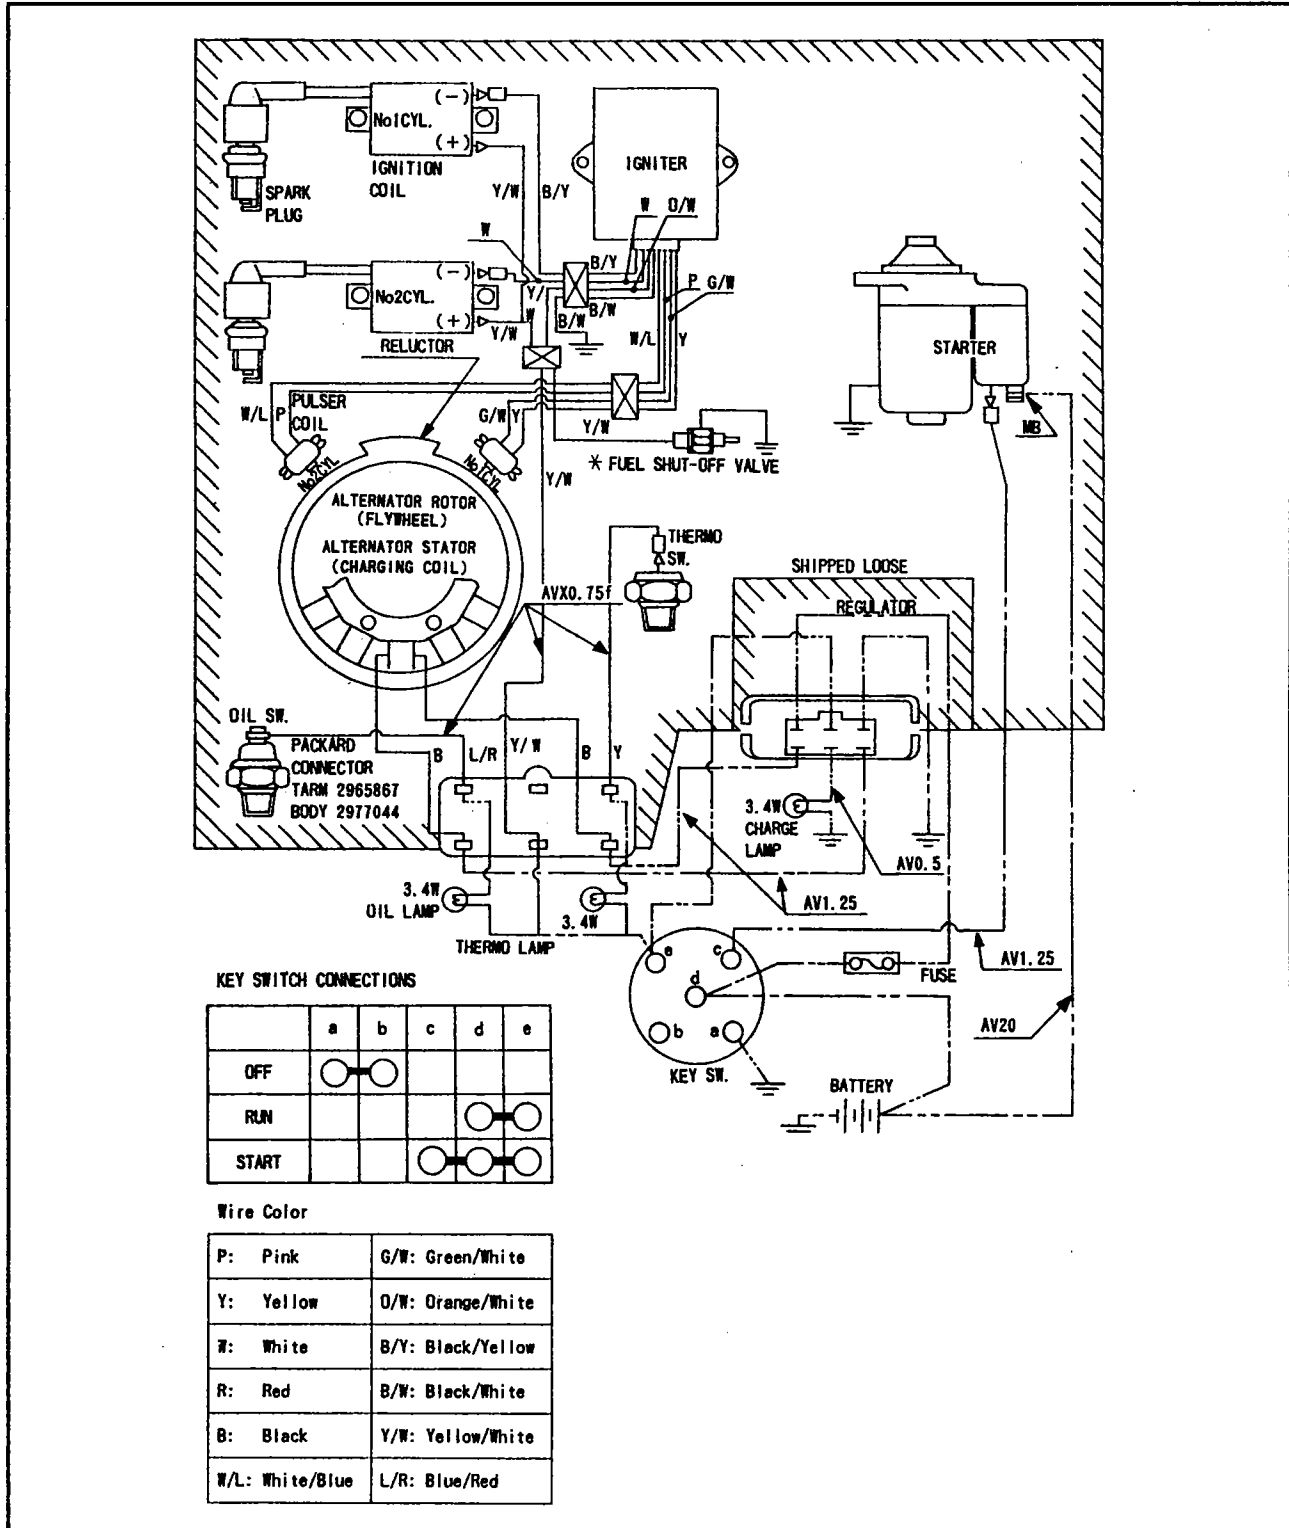 No1CYL.
(-)
(+)
IGNITION
COIL
SPARK
PLUG
Y/W
B/Y
IGNITER
W
O/W
W
B/Y
P
G/W
No2CYL.
(-)
(+)
Y/
W
B/W
B/W
Y/W
RELUCTOR
W/L
Y
STARTER
MB
W/L
P
PULSER
COIL
G/W
Y
Y/W
No2CYL
No1CYL
* FUEL SHUT-OFF VALVE
Y/W
ALTERNATOR ROTOR
(FLYWHEEL)
ALTERNATOR STATOR
(CHARGING COIL)
THERMO
SW.
AVX0.75f
SHIPPED LOOSE
REGULATOR
OIL SW.
PACKARD
CONNECTOR
TARM 2965867
BODY 2977044
B
L/R
Y/W
B
Y
3.4W
CHARGE
LAMP
AV0.5
3.4W
OIL LAMP
3.4W
THERMO LAMP
AV1.25
AV1.25
e
c
d
b
a
KEY SW.
FUSE
AV20
BATTERY
KEY SWITCH CONNECTIONS
a b c d e
OFF
RUN
START
Wire Color
P: Pink G/W: Green/White
Y: Yellow O/W: Orange/White
W: White B/Y: Black/Yellow
R: Red B/W: Black/White
B: Black Y/W: Yellow/White
W/L: White/Blue L/R: Blue/Red